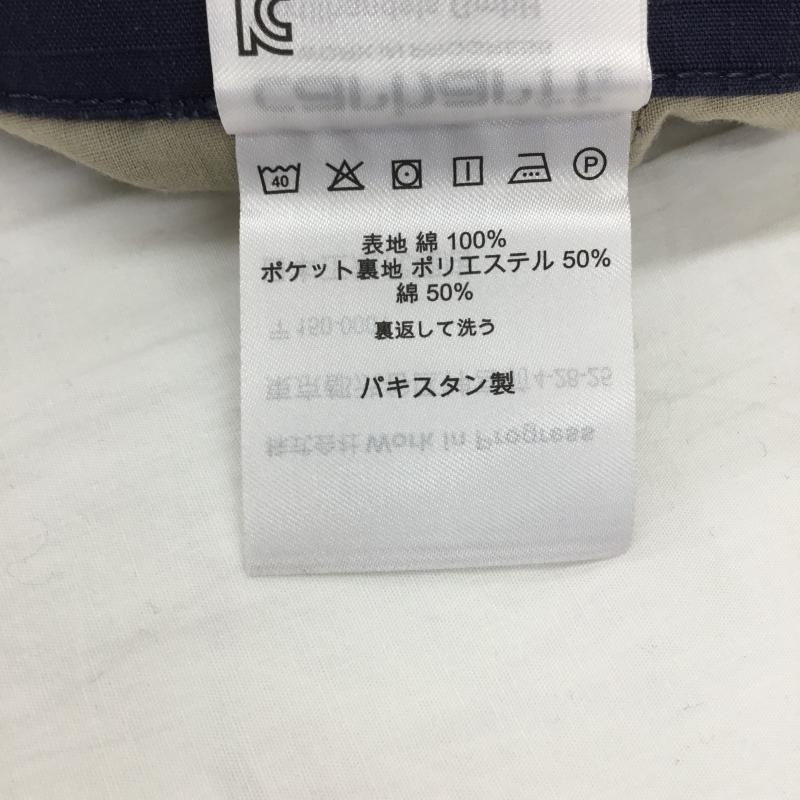 40
P
表地 綿 100%
ポケット裏地 ポリエステル 50%
綿 50%
裏返して洗う
パキスタン製